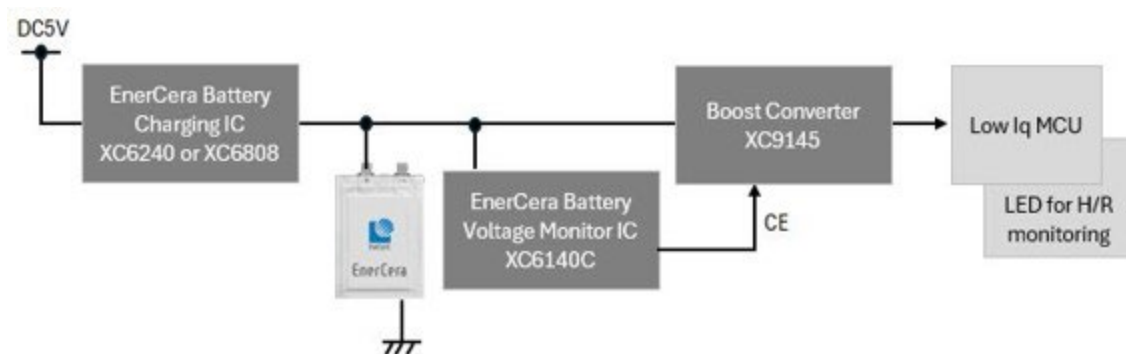 DC5V
EnerCera Battery
Charging IC
XC6240 or XC6808
EnerCera
EnerCera Battery
Voltage Monitor IC
XC6140C
Boost Converter
XC9145
CE
Low Iq MCU
LED for H/R
monitoring